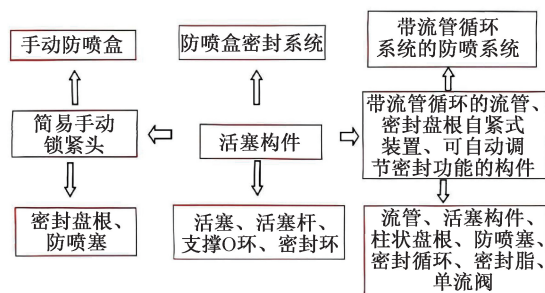 手动防喷盒
防喷盒密封系统
带流管循环
系统的防喷系统
简易手动
锁紧头
活塞构件
带流管循环的流管、
密封盘根自紧式
装置、可自动调
节密封功能的构件
密封盘根、
防喷塞
活塞、活塞杆、
支撑O环、密封环
流管、活塞构件、
柱状盘根、防喷塞、
密封循环、密封脂、
单流阀